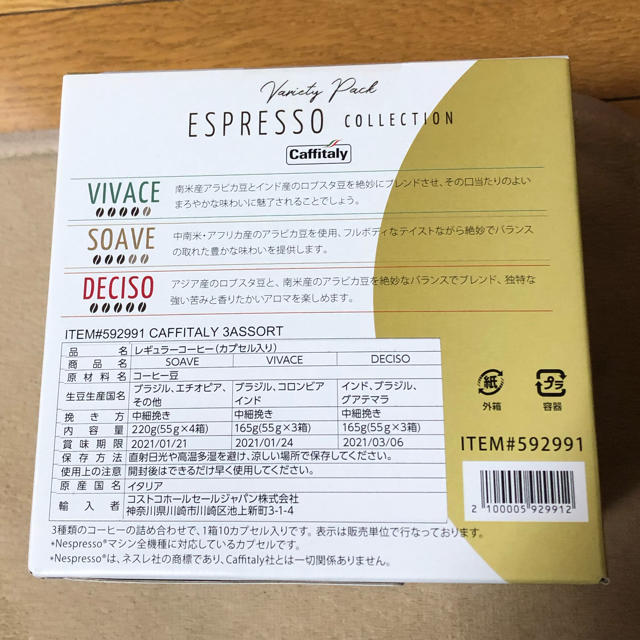 Variety Pack
ESPRESSO COLLECTION
Caffitaly
VIVACE
南米産アラビカ豆とインド産のロブスタ豆を絶妙にブレンドさせ、その口当たりのよい
まろやかな味わいに魅了されることでしょう。
SOAVE
中南米・アフリカ産のアラビカ豆を使用、フルボディなテイストながら絶妙でバランス
の取れた豊かな味わいを提供します。
DECISO
アジア産のロブスタ豆と、南米産のアラビカ豆を絶妙なバランスでブレンド、独特な
強い苦みと香りたかいアロマを楽しめます。
ITEM#592991 CAFFITALY 3ASSORT
品名 レギュラーコーヒー(カプセル入り)
商品名 SOAVE VIVACE DECISO
原材料名 コーヒー豆
生豆生産国名 ブラジル、エチオピア、その他 ブラジル、コロンビア インド インド、ブラジル、グアテマラ
挽き方 中細挽き 中細挽き 中細挽き
内容量 220g(55g×4箱) 165g(55g×3箱) 165g(55g×3箱)
賞味期限 2021/01/21 2021/01/24 2021/03/06
保存方法 直射日光や高温多湿を避け、涼しい場所で保存してください。
使用上の注意 開封後はできるだけ早く使用してください。
原産国名 イタリア
輸入者 コストコホールセールジャパン株式会社
神奈川県川崎市川崎区池上新町3-1-4
紙
外箱
プラ
容器
ITEM#592991
2 100005 929912
3種類のコーヒーの詰め合わせで、1箱10カプセル入りです。表示は販売単位で行なっております。
*Nespresso®マシン全機種に対応しているカプセルです。
*Nespresso®は、ネスレ社の商標であり、Caffitaly社とは一切関係ありません。